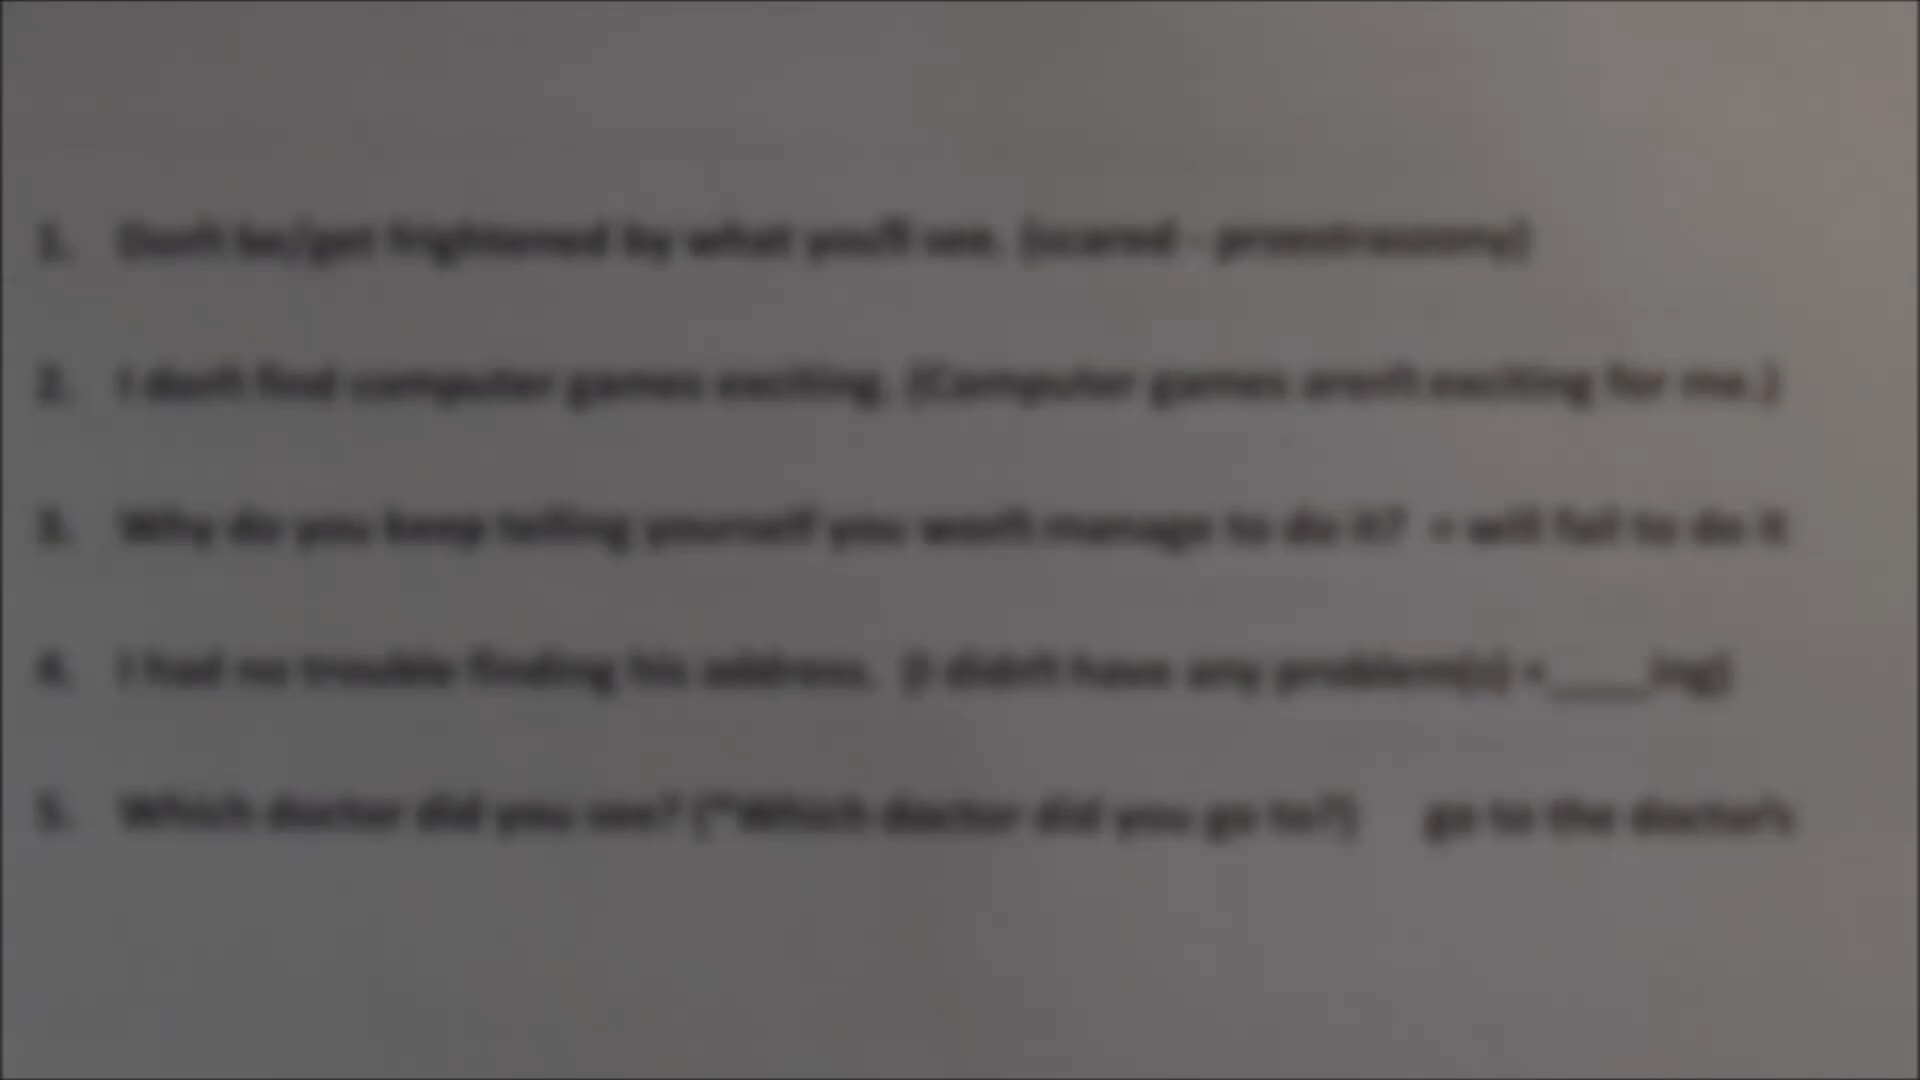 1. Don't be/get frightened by what you'll see. (scared - przestraszony)
2. I don't find computer games exciting. (Computer games aren't exciting for me.)
3. Why do you keep telling yourself you won't manage to do it? = will fail to do it
4. I had no trouble finding his address. (I didn't have any problem(s) +____ing)
5. Which doctor did you see? (Which doctor did you go to?) go to the doctor's